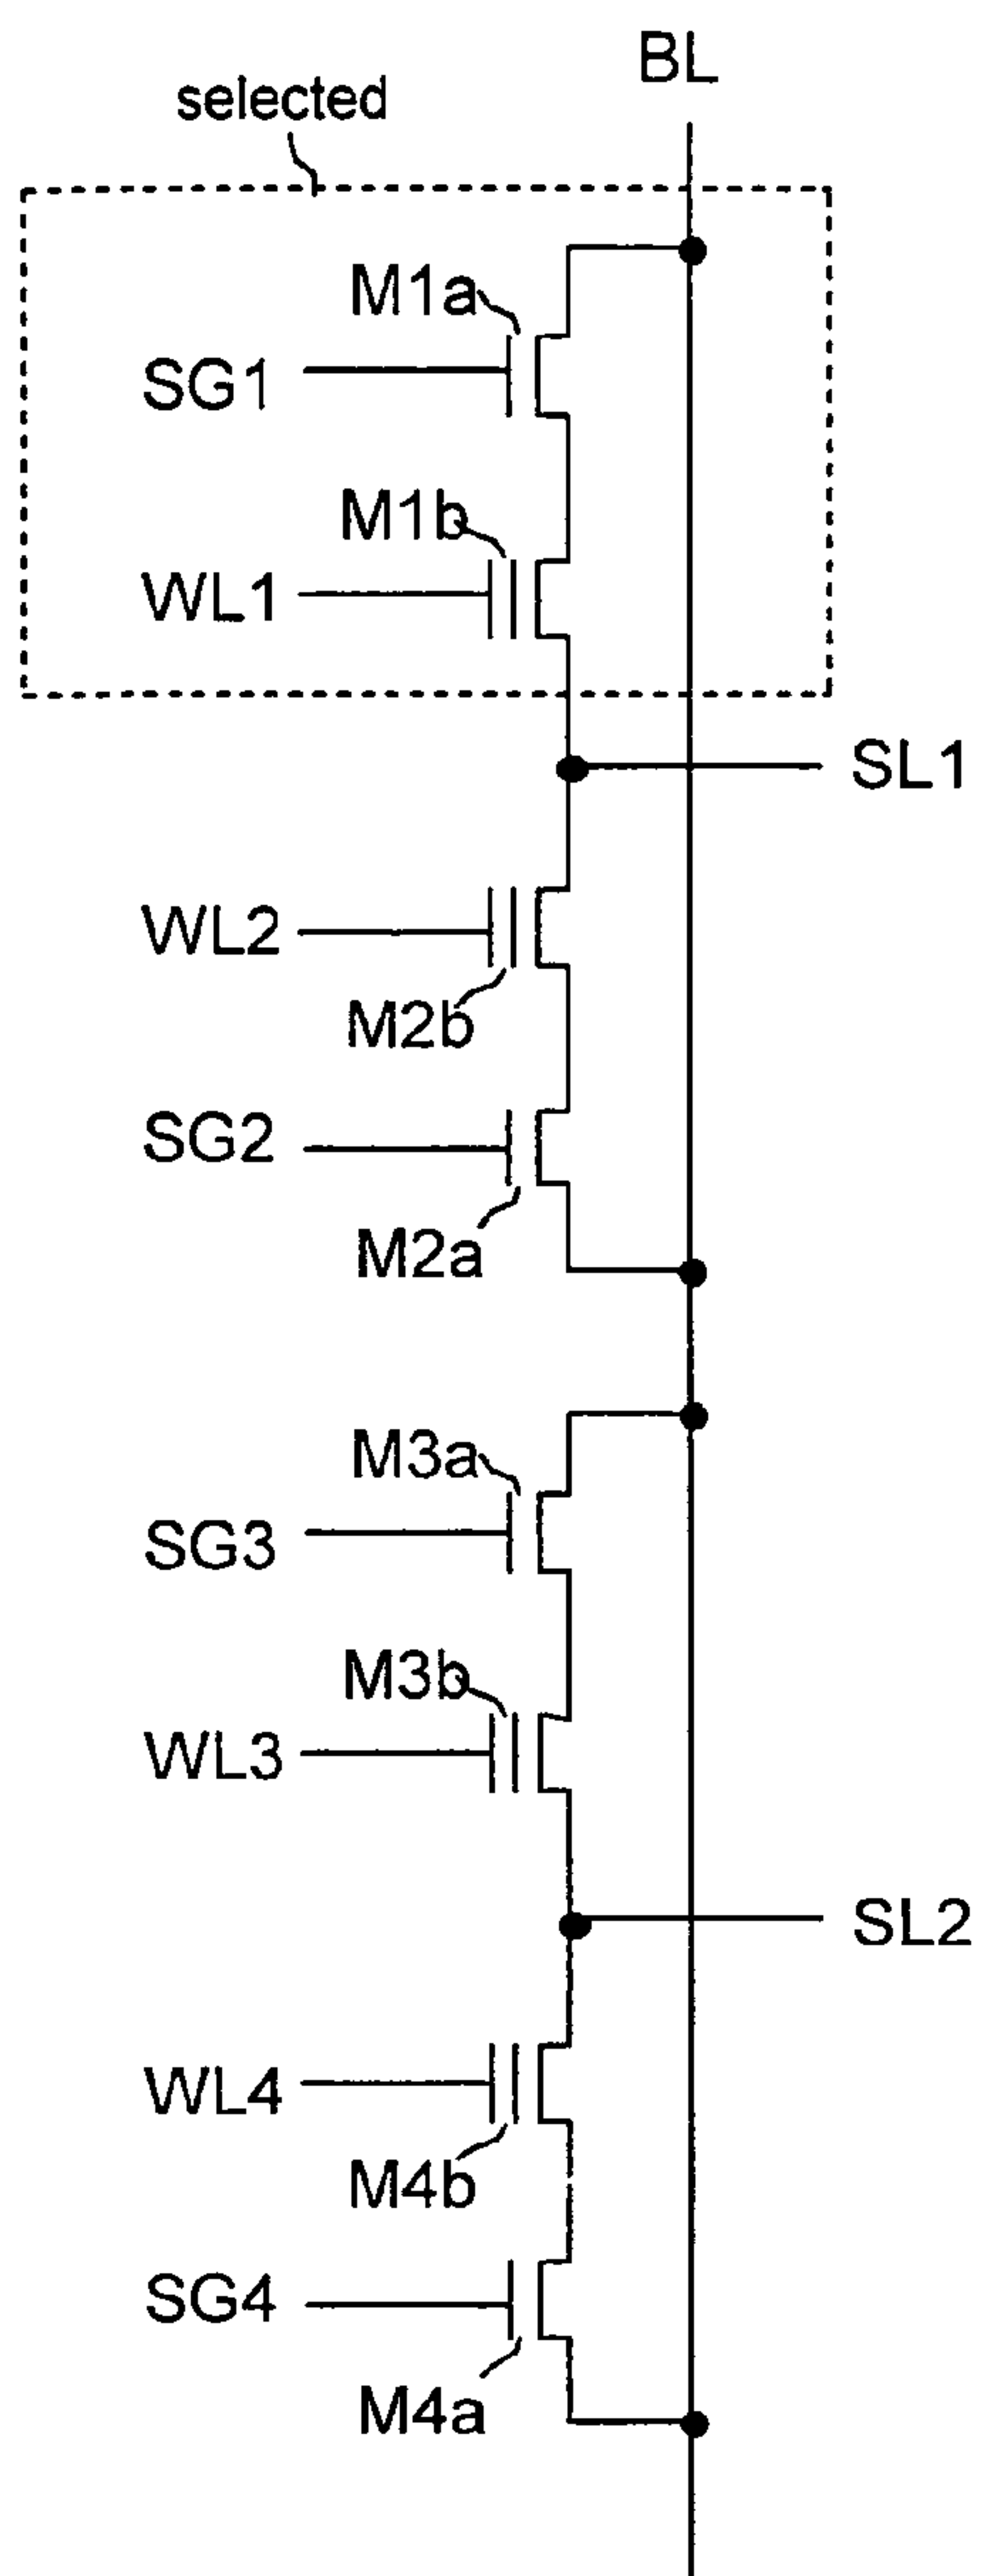 BL
selected
M1a
SG1
M1b
WL1
SL1
WL2
M2b
SG2
M2a
M3a
SG3
M3b
WL3
SL2
WL4
M4b
SG4
M4a